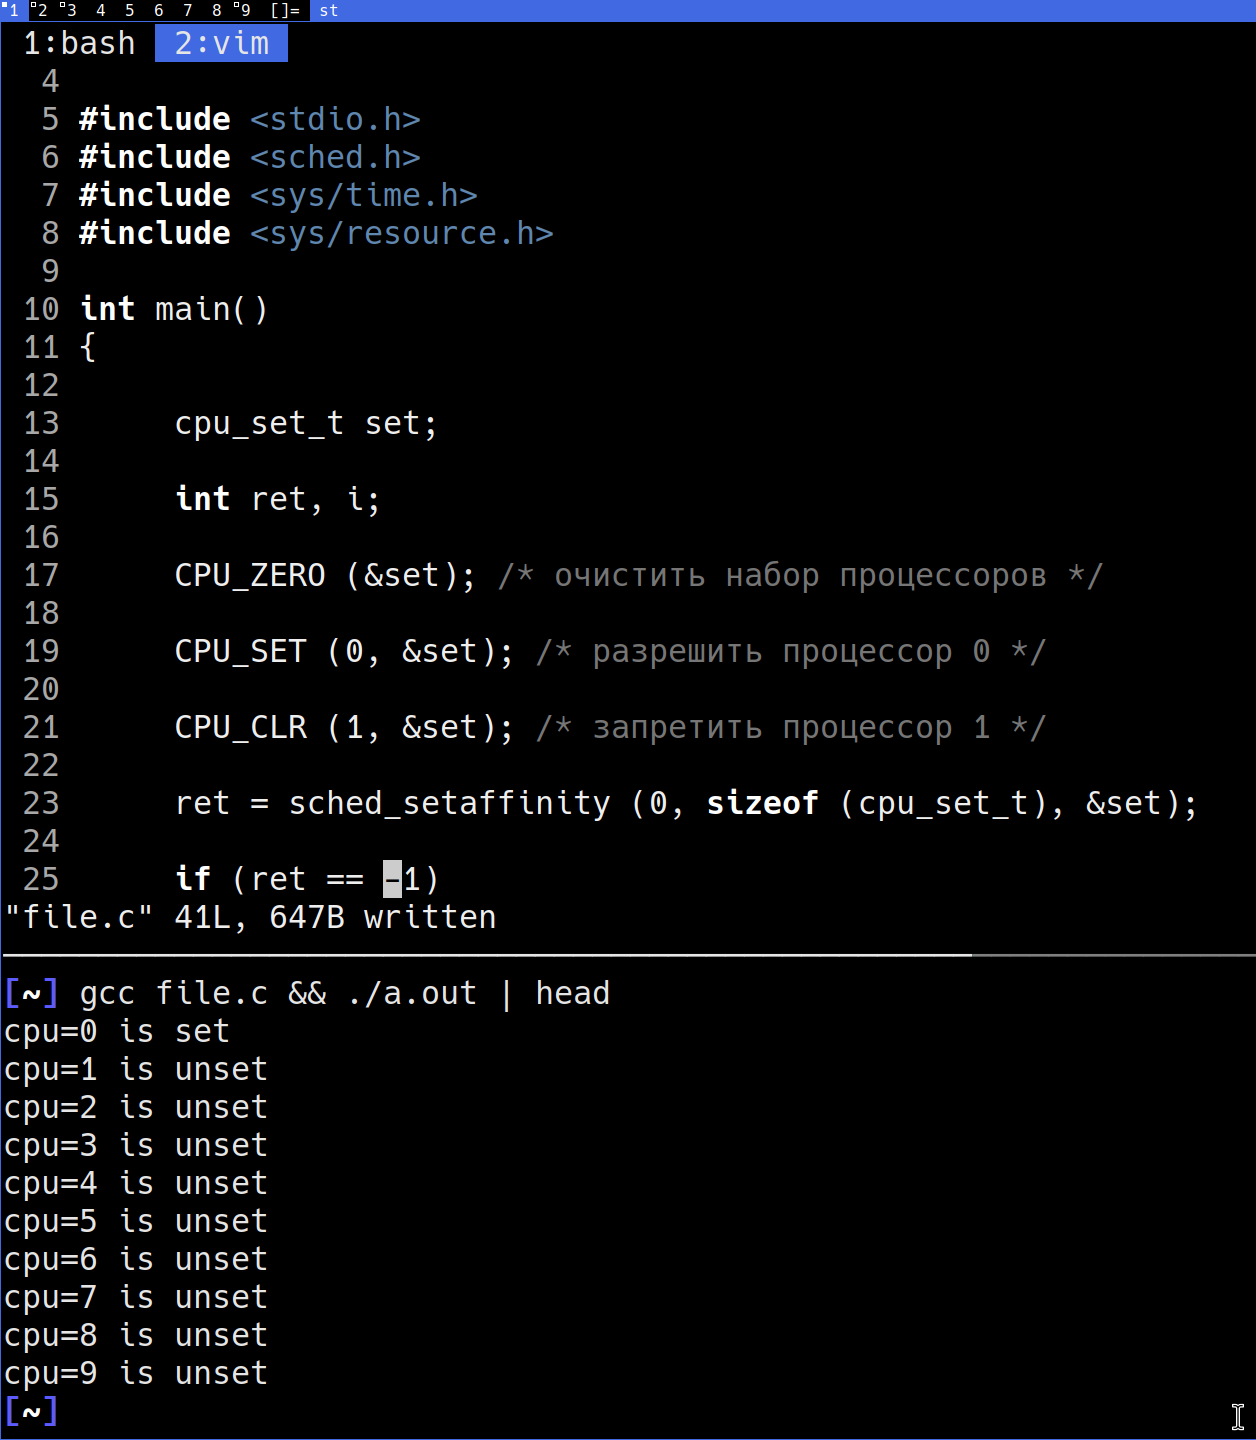 1 2 3 4 5 6 7 8 9 []= st
1:bash 2:vim
4
5 #include <stdio.h>
6 #include <sched.h>
7 #include <sys/time.h>
8 #include <sys/resource.h>
9
10 int main()
11 {
12
13 cpu_set_t set;
14
15 int ret, i;
16
17 CPU_ZERO (&set); /* очистить набор процессоров */
18
19 CPU_SET (0, &set); /* разрешить процессор 0 */
20
21 CPU_CLR (1, &set); /* запретить процессор 1 */
22
23 ret = sched_setaffinity (0, sizeof (cpu_set_t), &set);
24
25 if (ret == -1)
"file.c" 41L, 647B written
[~] gcc file.c && ./a.out | head
cpu=0 is set
cpu=1 is unset
cpu=2 is unset
cpu=3 is unset
cpu=4 is unset
cpu=5 is unset
cpu=6 is unset
cpu=7 is unset
cpu=8 is unset
cpu=9 is unset
[~]